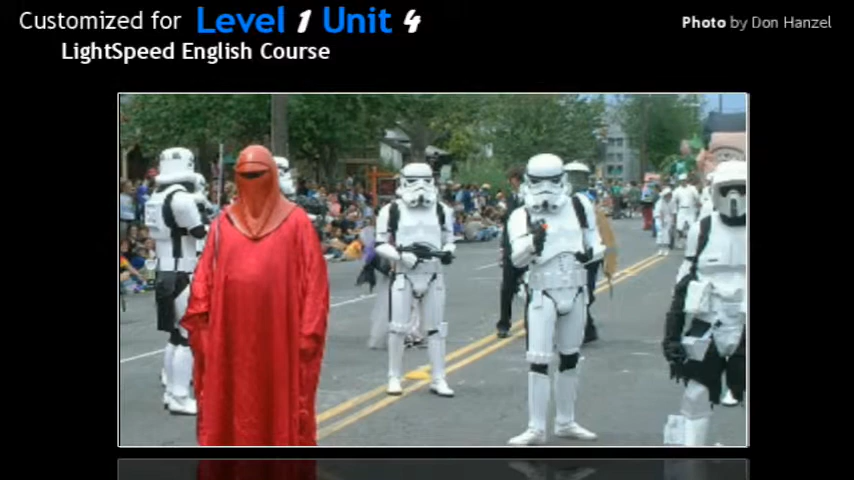 Customized for Level 1 Unit 4
Photo by Don Hanzel
LightSpeed English Course